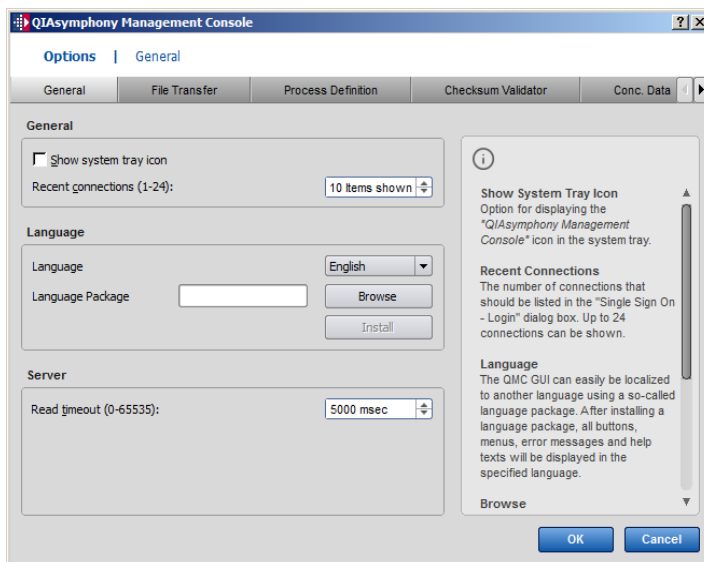 QIAsymphony Management Console
Options | General
General
File Transfer
Process Definition
Checksum Validator
Conc. Data
General
Show system tray icon
Recent connections (1-24):
10 Items shown
Language
Language
English
Language Package
Browse
Install
Server
Read timeout (0-65535):
5000 msec
Show System Tray Icon
Option for displaying the
"QIAsymphony Management
Console" icon in the system tray.
Recent Connections
The number of connections that
should be listed in the "Single Sign On
- Login" dialog box. Up to 24
connections can be shown.
Language
The QMC GUI can easily be localized
to another language using a so-called
language package. After installing a
language package, all buttons,
menus, error messages and help
texts will be displayed in the
specified language.
Browse
OK
Cancel